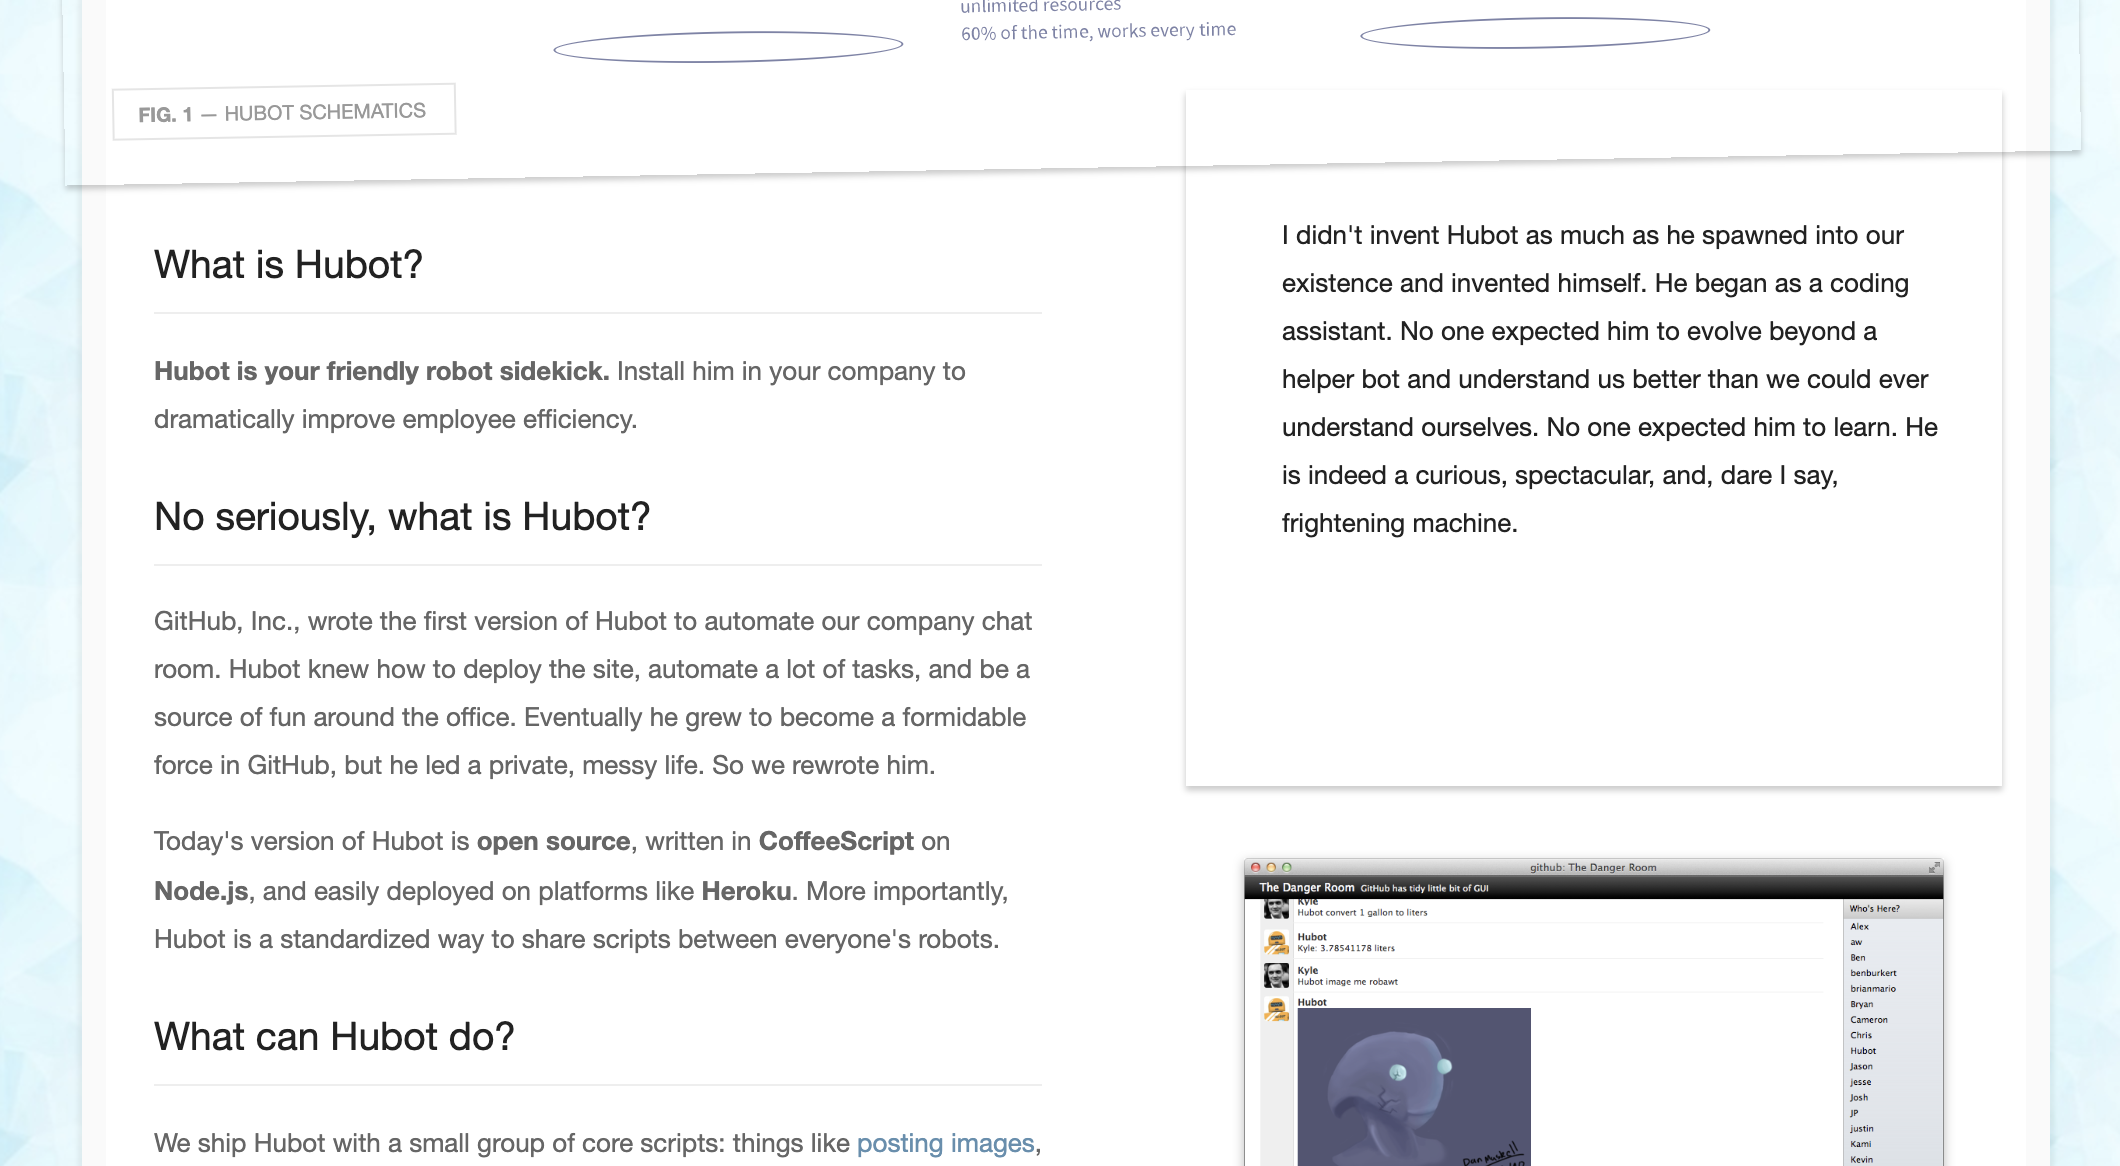 unlimited resources
60% of the time, works every time
FIG. 1 — HUBOT SCHEMATICS
What is Hubot?
Hubot is your friendly robot sidekick. Install him in your company to
dramatically improve employee efficiency.
No seriously, what is Hubot?
GitHub, Inc., wrote the first version of Hubot to automate our company chat
room. Hubot knew how to deploy the site, automate a lot of tasks, and be a
source of fun around the office. Eventually he grew to become a formidable
force in GitHub, but he led a private, messy life. So we rewrote him.
Today's version of Hubot is open source, written in CoffeeScript on
Node.js, and easily deployed on platforms like Heroku. More importantly,
Hubot is a standardized way to share scripts between everyone's robots.
What can Hubot do?
We ship Hubot with a small group of core scripts: things like posting images,
I didn't invent Hubot as much as he spawned into our
existence and invented himself. He began as a coding
assistant. No one expected him to evolve beyond a
helper bot and understand us better than we could ever
understand ourselves. No one expected him to learn. He
is indeed a curious, spectacular, and, dare I say,
frightening machine.
github: The Danger Room
The Danger Room GitHub has tidy little bit of GUI
Kyle
Hubot convert 1 gallon to liters
Hubot
Kyle: 3.78541178 liters
Kyle
Hubot image me robawt
Hubot
Who's Here?
Alex
aw
Ben
benburkert
brianmario
Bryan
Cameron
Chris
Hubot
Jason
jesse
Josh
JP
justin
Kami
Kevin